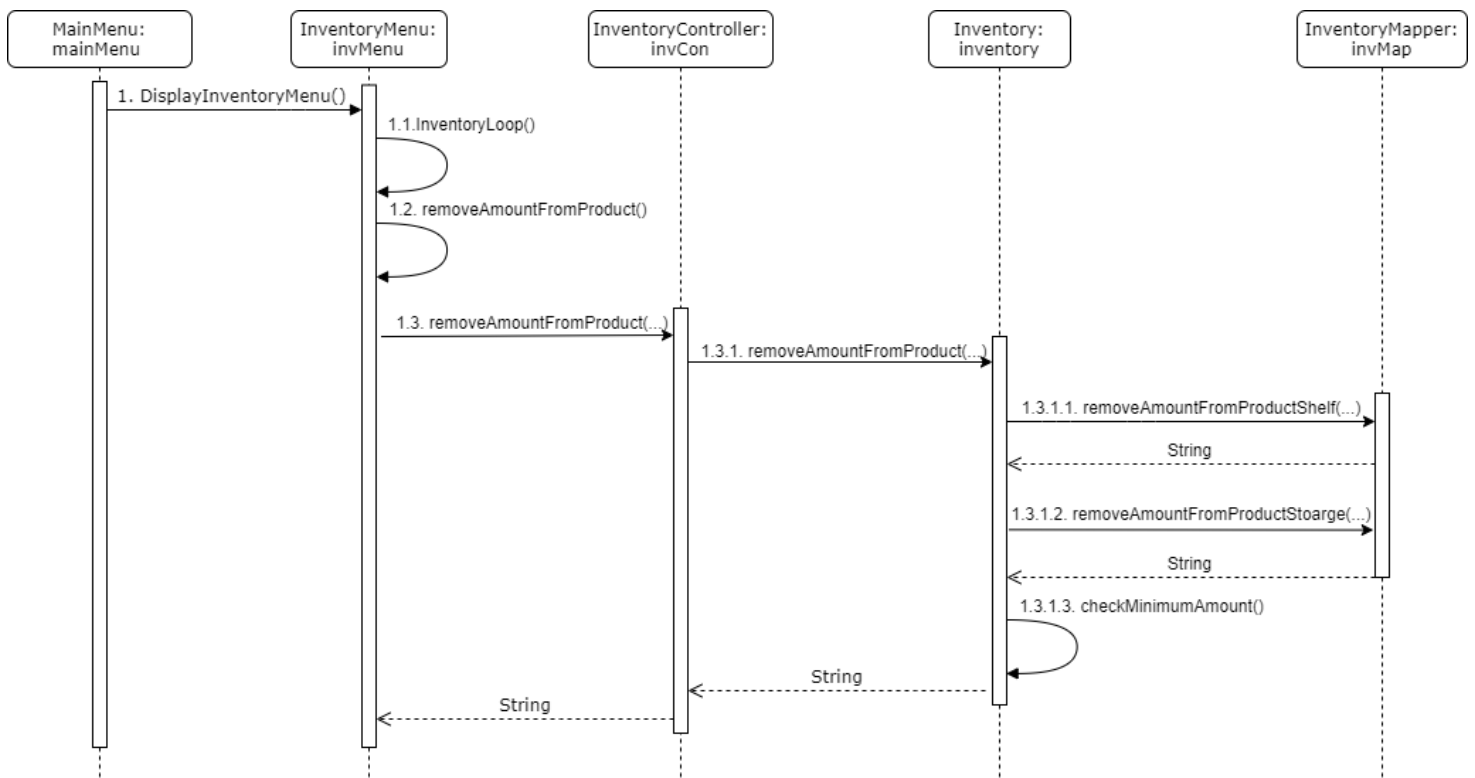 MainMenu:
mainMenu
InventoryMenu:
invMenu
InventoryController:
invCon
Inventory:
inventory
InventoryMapper:
invMap
1. DisplayInventoryMenu()
1.1.InventoryLoop()
1.2. removeAmountFromProduct()
1.3. removeAmountFromProduct(...)
1.3.1. removeAmountFromProduct(...)
1.3.1.1. removeAmountFromProductShelf(...)
String
1.3.1.2. removeAmountFromProductStoarge(...)
String
1.3.1.3. checkMinimumAmount()
String
String